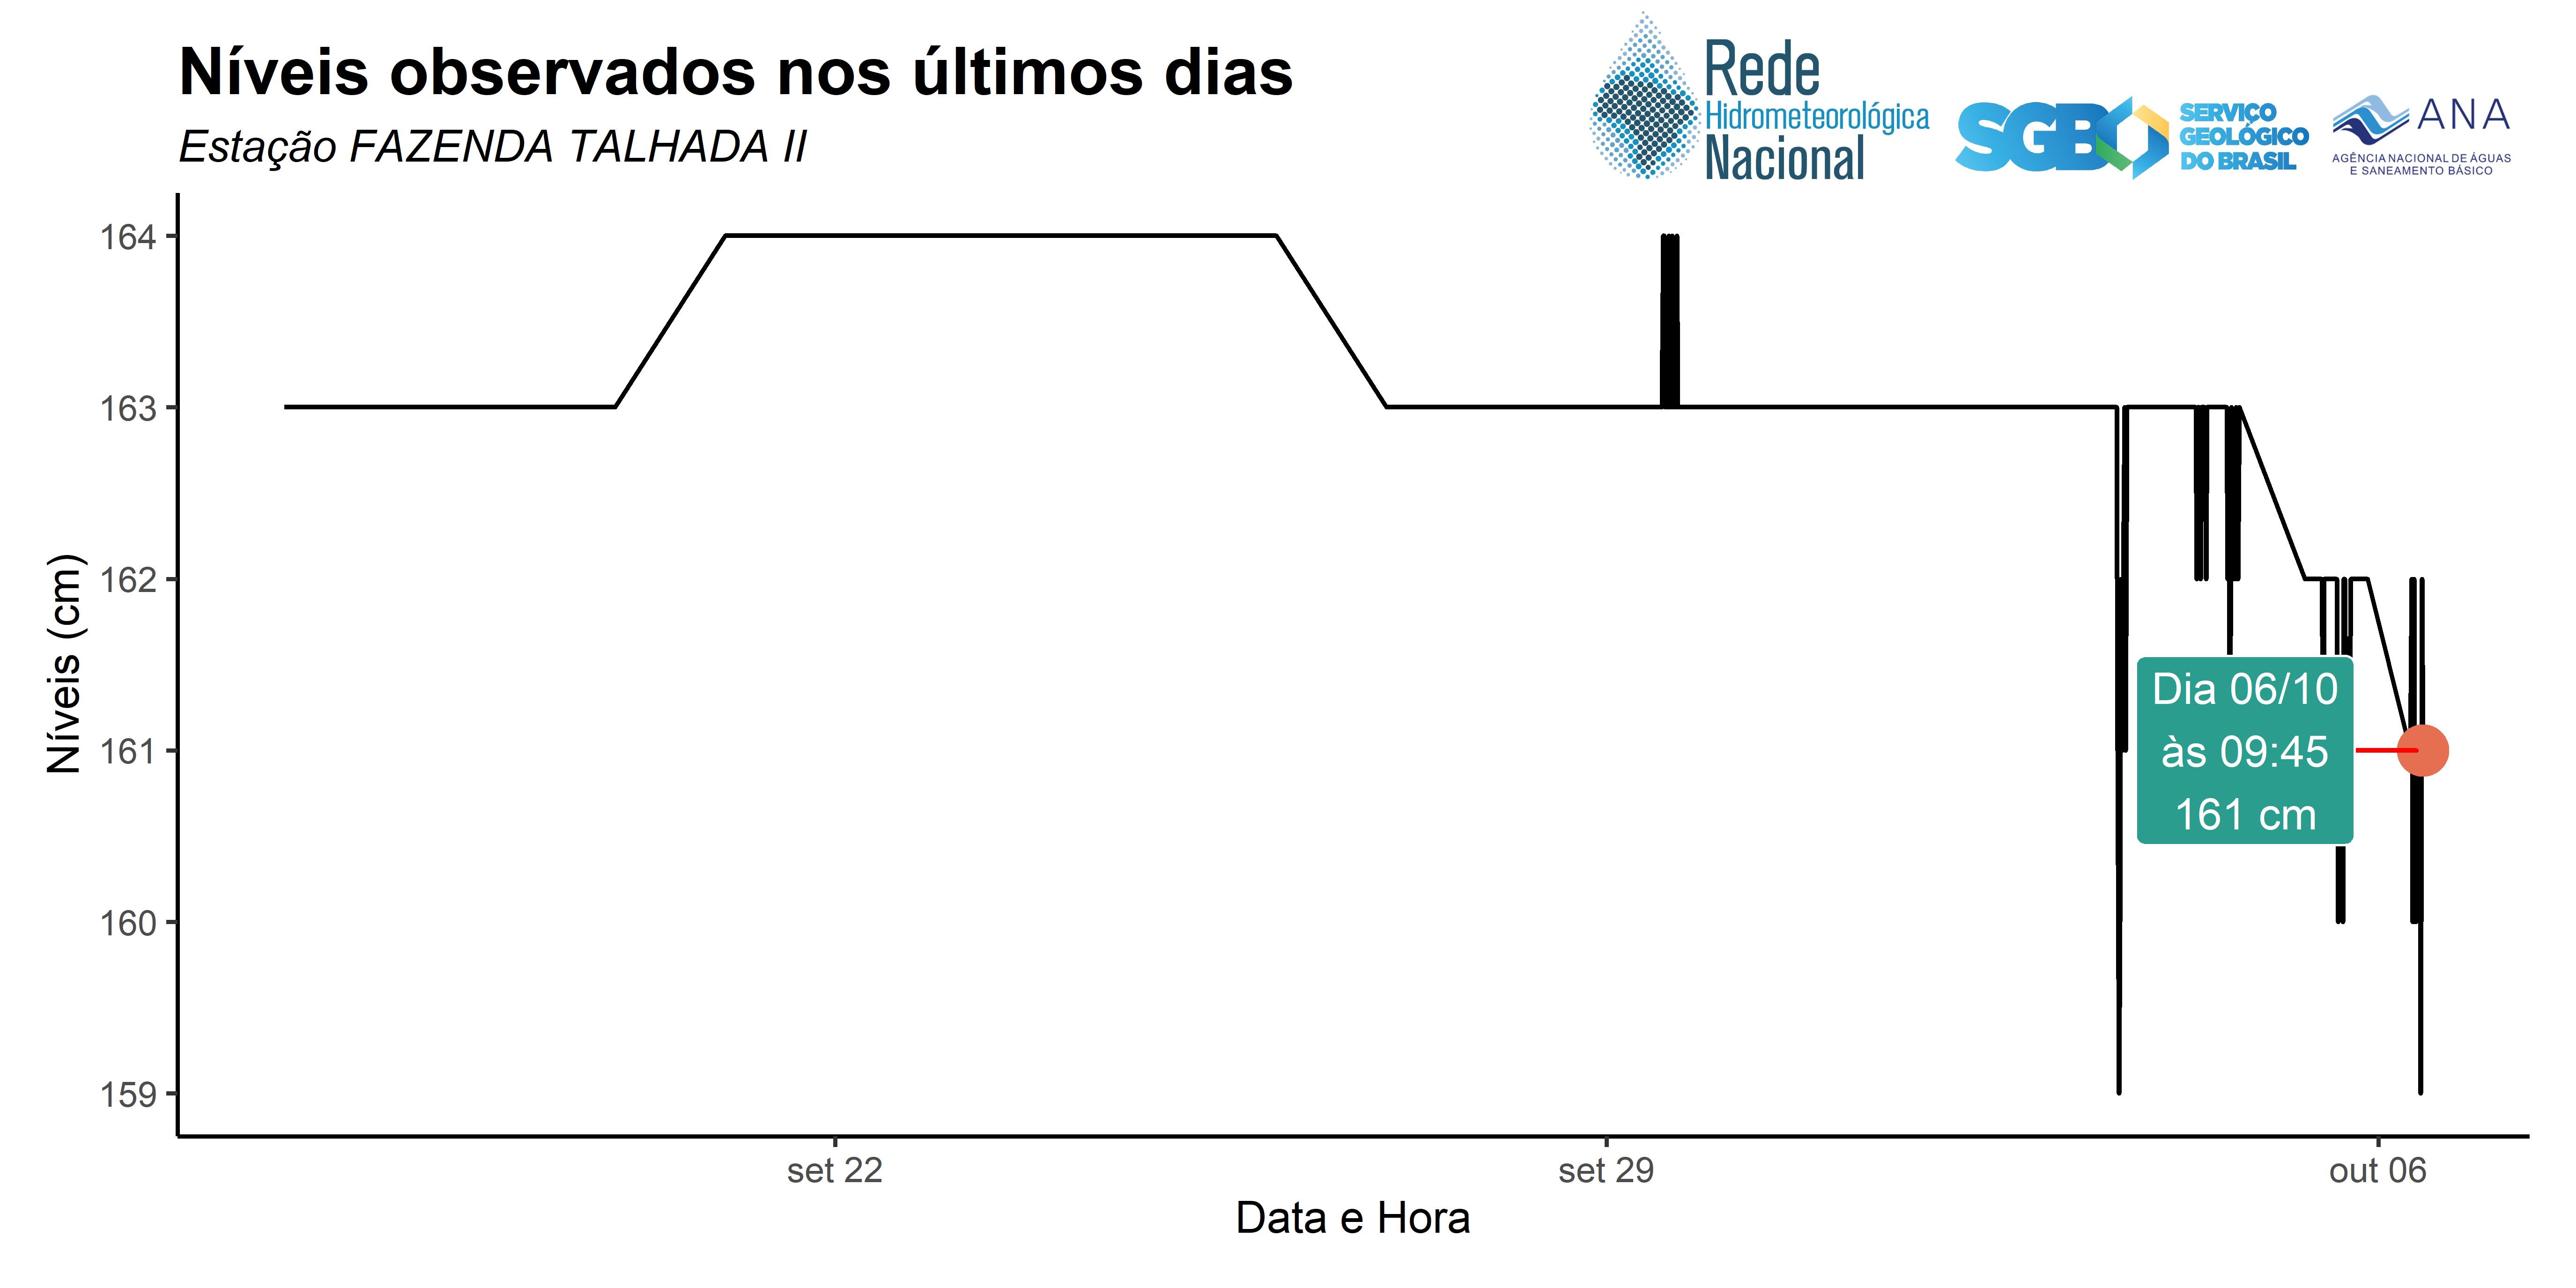 Níveis observados nos últimos dias
Estação FAZENDA TALHADA II
Rede
Hidrometeorológica
Nacional
SGB
SERVIÇO
GEOLÓGICO
DO BRASIL
ANA
AGÊNCIA NACIONAL DE ÁGUAS
E SANEAMENTO BÁSICO
Níveis (cm)
164
163
162
161
160
159
Dia 06/10
às 09:45
161 cm
set 22
set 29
out 06
Data e Hora